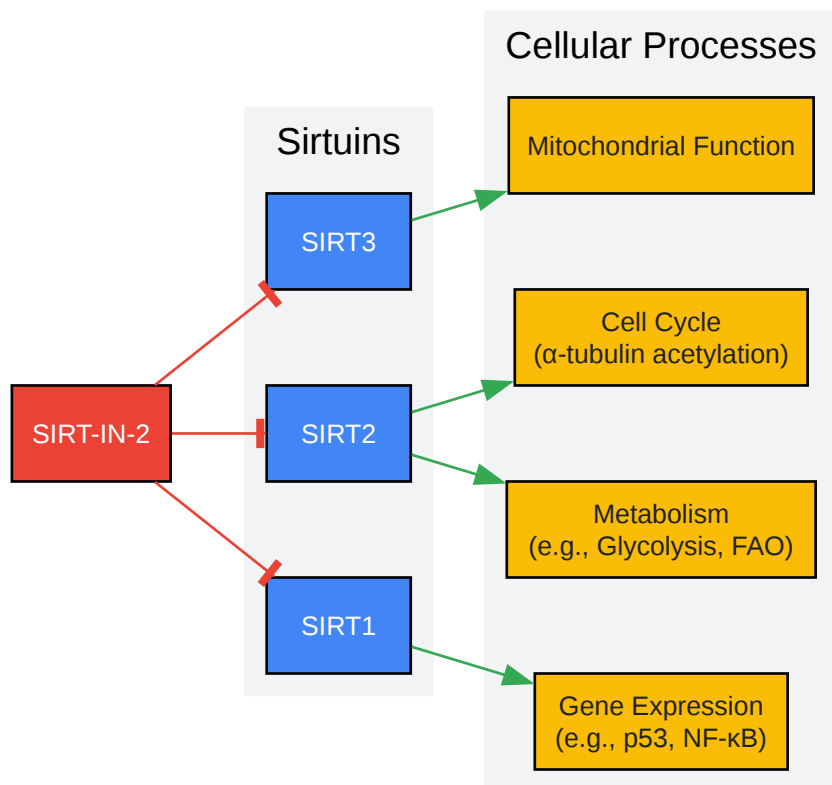 Cellular Processes
Sirtuins
Mitochondrial Function
SIRT3
Cell Cycle
(α-tubulin acetylation)
SIRT-IN-2
SIRT2
Metabolism
(e.g., Glycolysis, FAO)
SIRT1
Gene Expression
(e.g., p53, NF-κB)